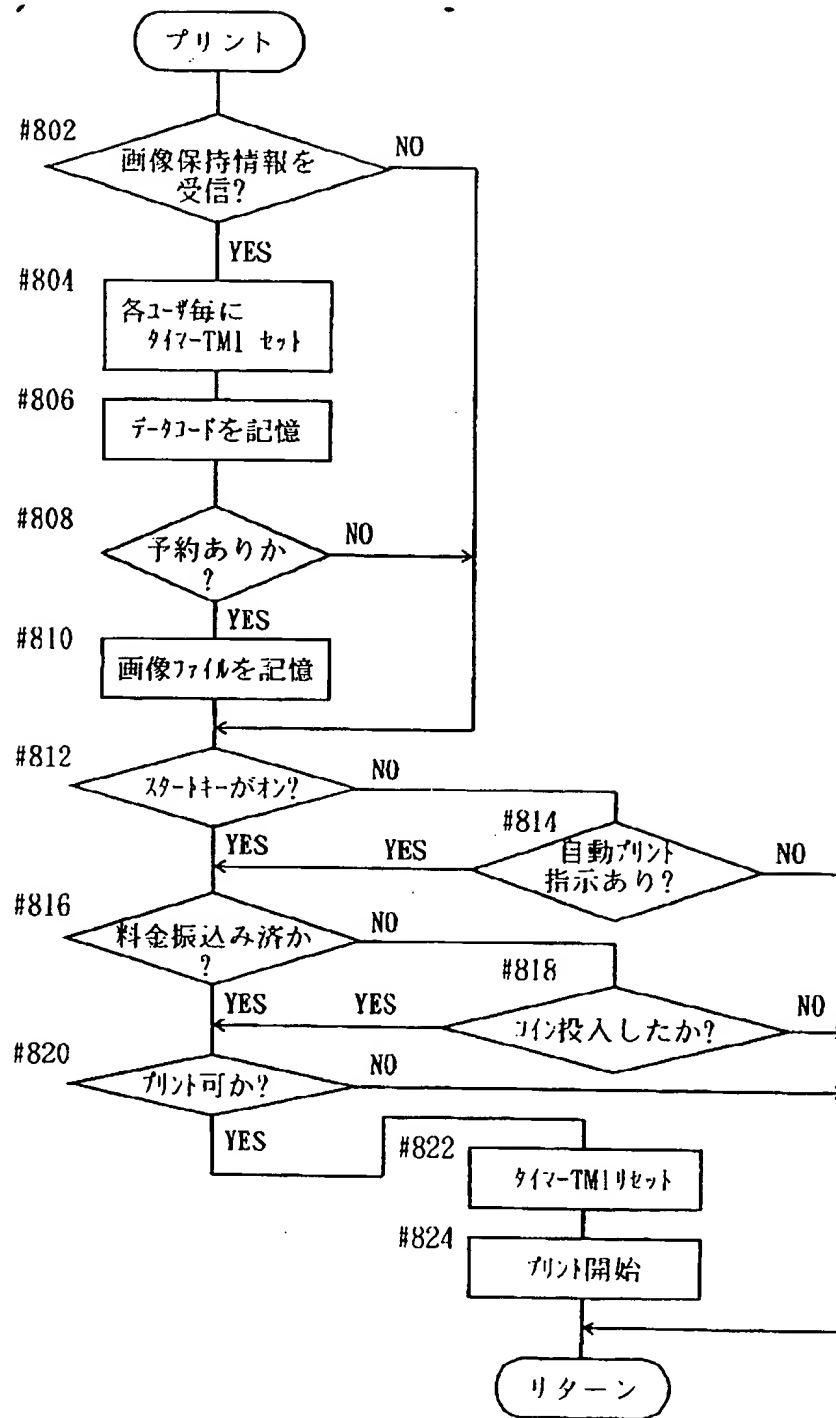 プリント
#802
画像保持情報を
受信?
NO
YES
#804
各ユーザ毎に
タイマーTM1 セット
#806
データコードを記憶
#808
予約ありか
?
NO
YES
#810
画像ファイルを記憶
#812
スタートキーがオン?
NO
YES
#814
自動プリント
指示あり?
YES
NO
#816
料金振込み済か
?
NO
YES
#818
コイン投入したか?
YES
NO
#820
プリント可か?
NO
YES
#822
タイマーTM1リセット
#824
プリント開始
リターン